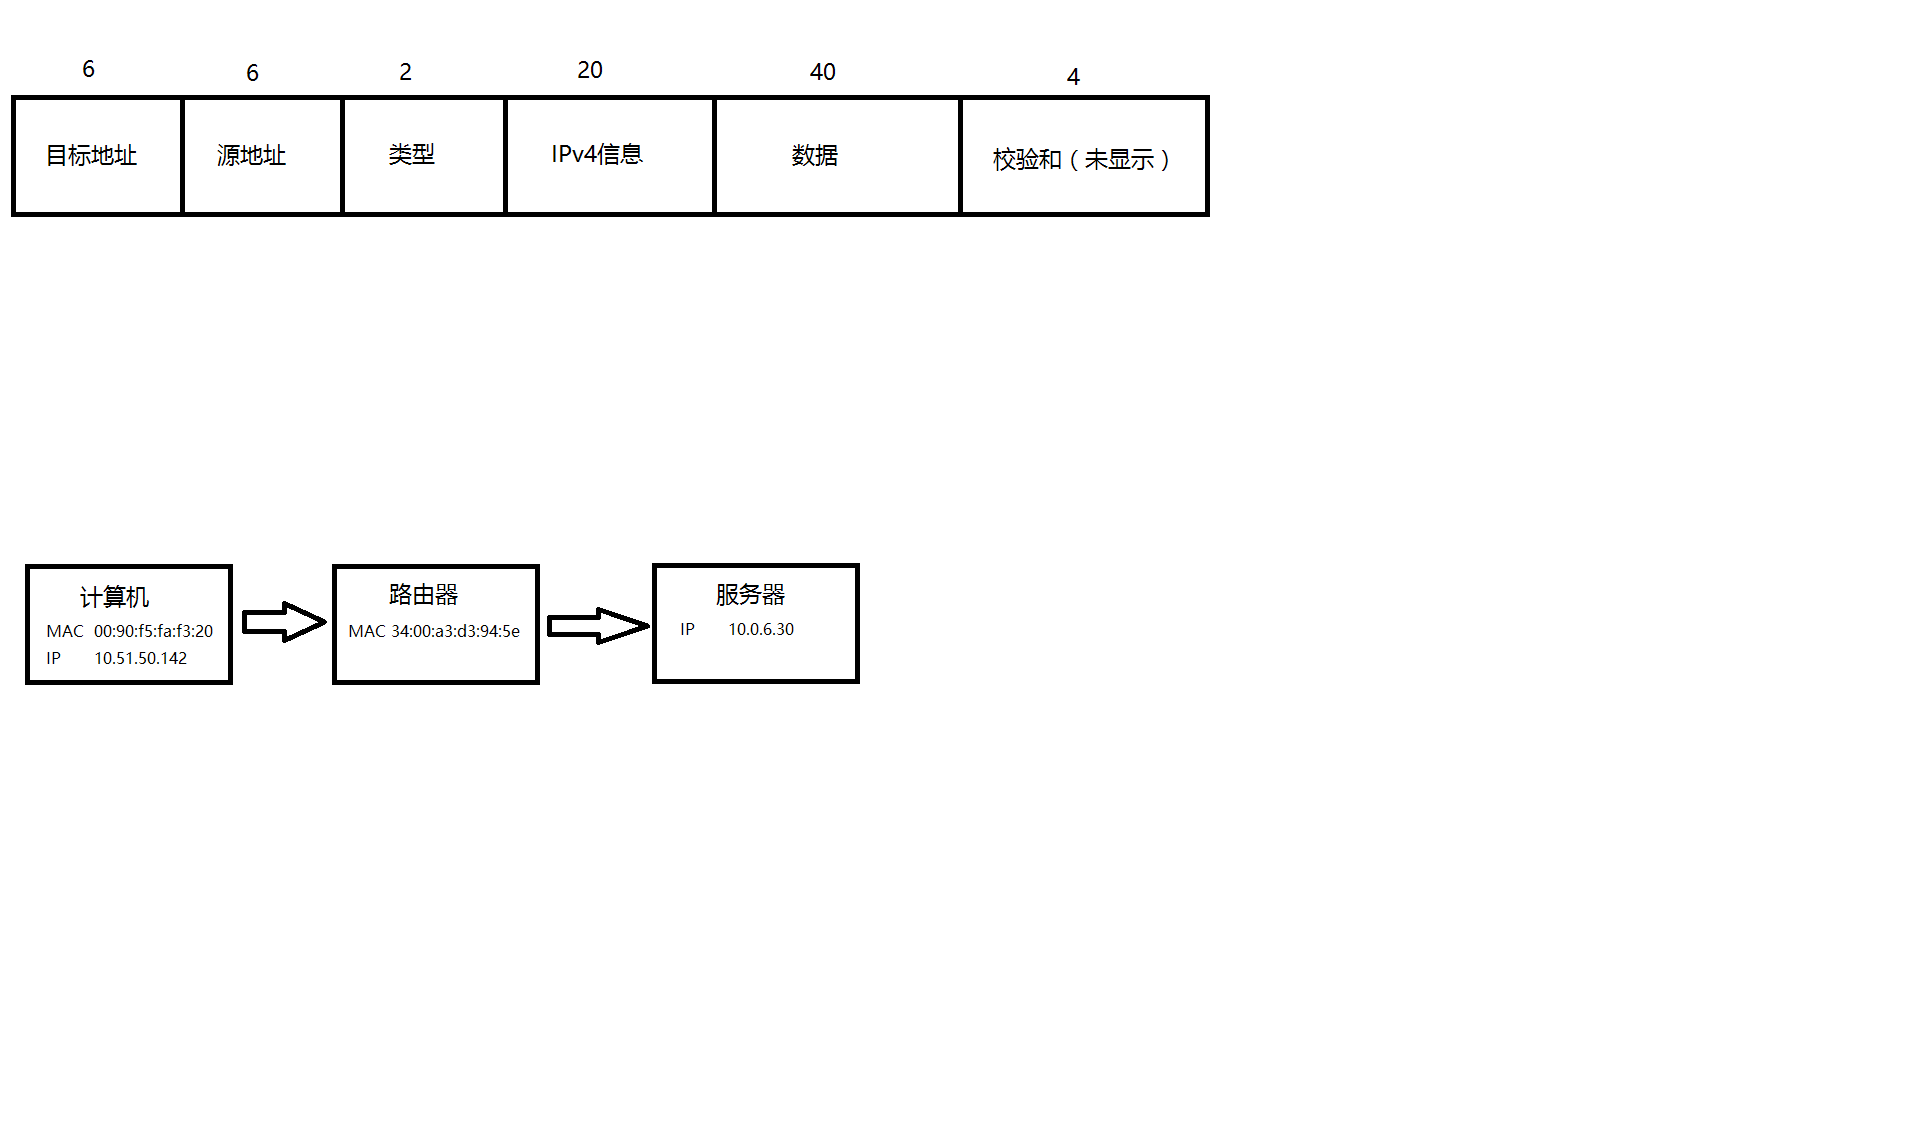 6 6 2 20 40 4
目标地址 源地址 类型 IPv4信息 数据 校验和（未显示）
计算机
MAC 00:90:f5:fa:f3:20
IP 10.51.50.142
路由器
MAC 34:00:a3:d3:94:5e
服务器
IP 10.0.6.30